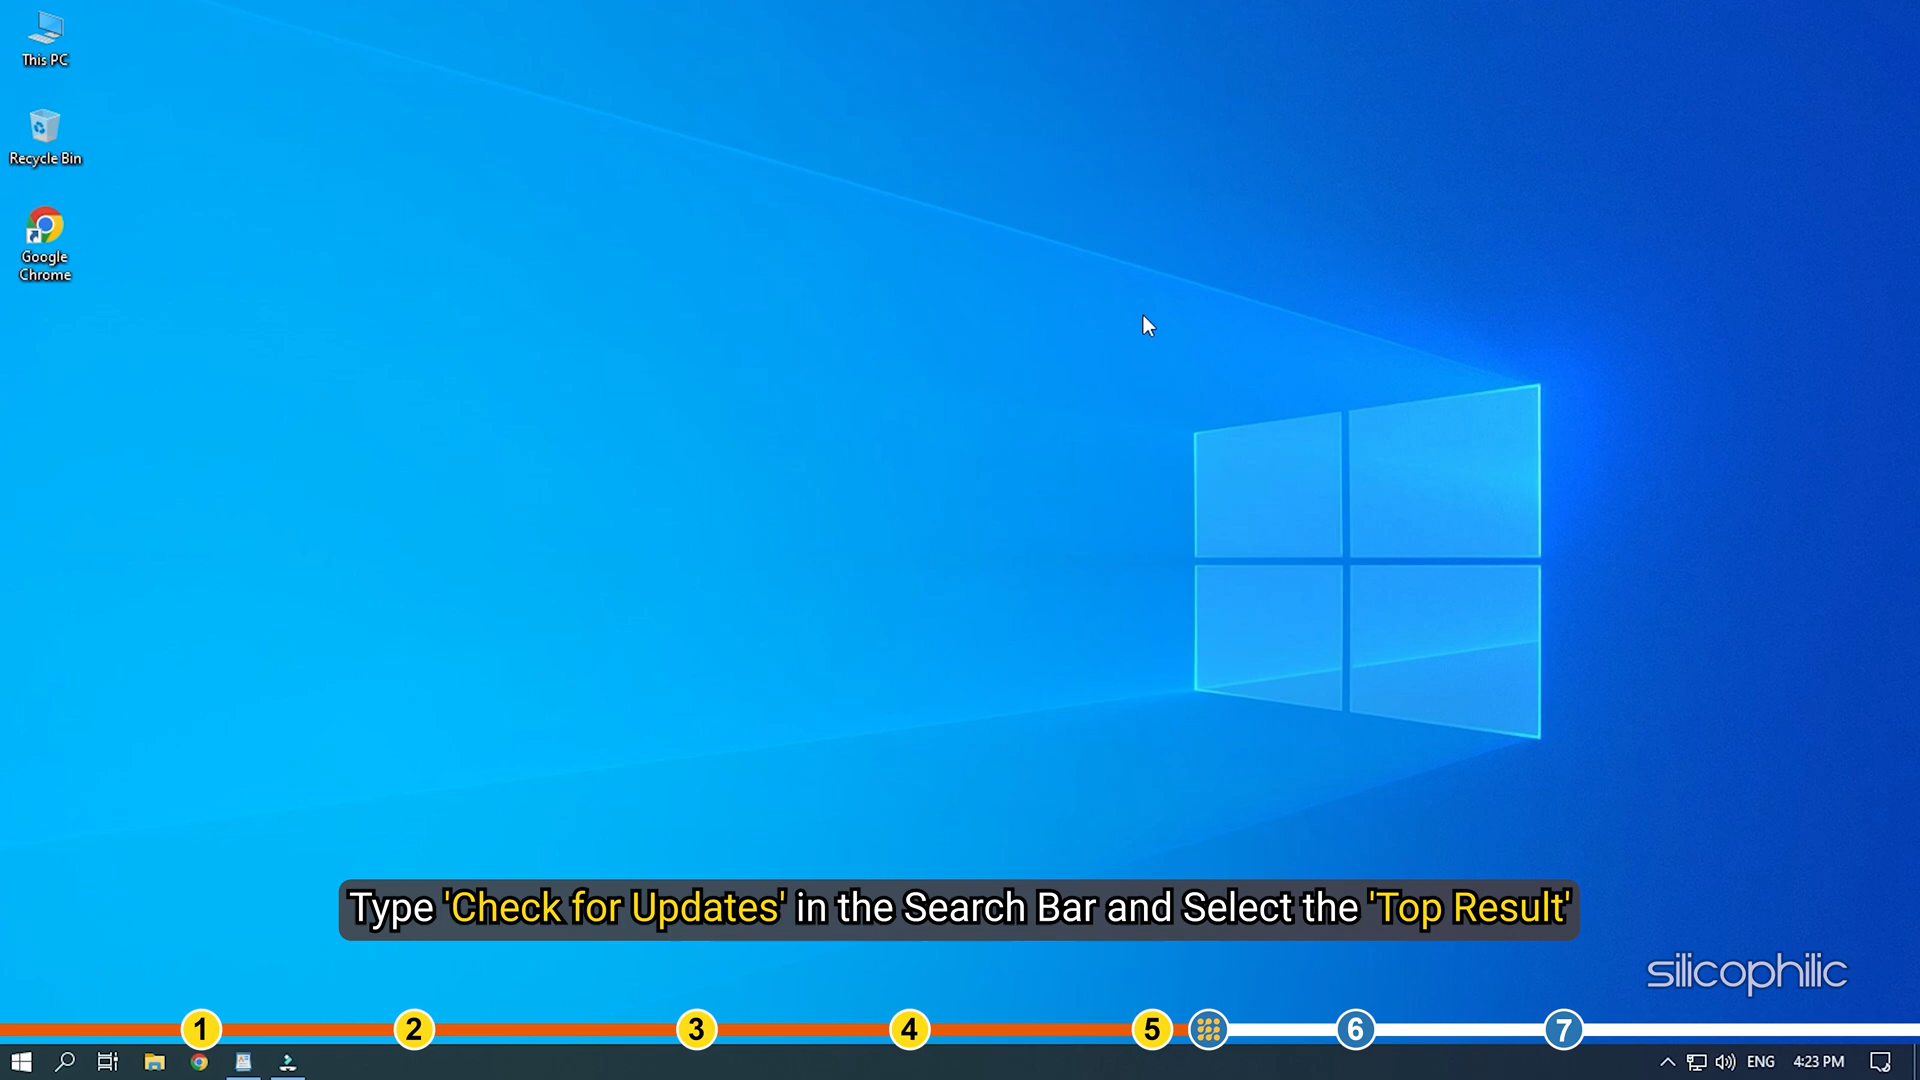 This PC
Recycle Bin
Google
Chrome
Type 'Check for Updates' in the Search Bar and Select the 'Top Result'
silicophilic
1 2 3 4 5 6 7
ENG 4:23 PM